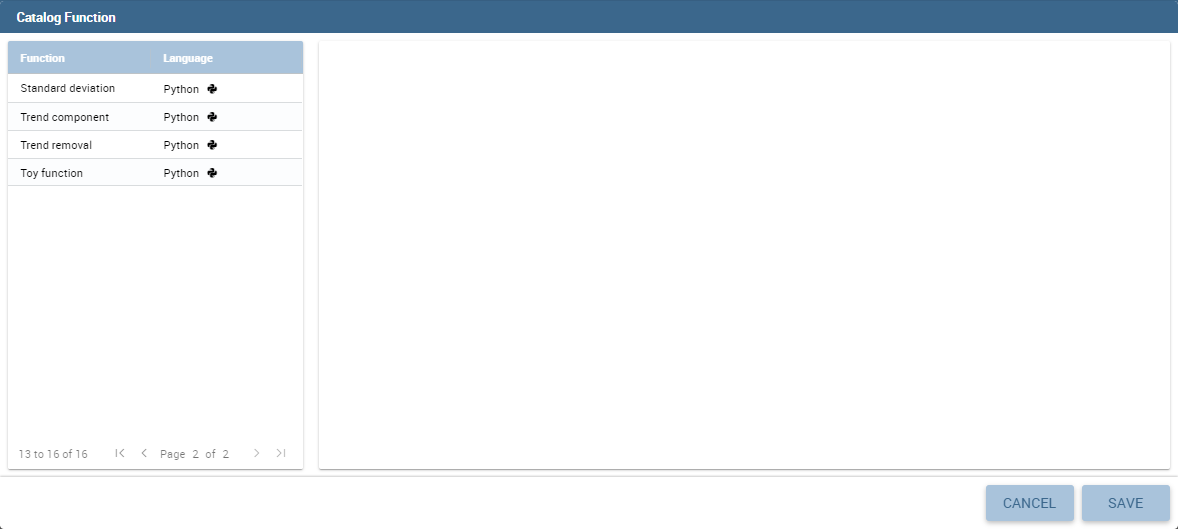 Catalog Function
Function Language
Standard deviation Python
Trend component Python
Trend removal Python
Toy function Python
13 to 16 of 16 Page 2 of 2
CANCEL SAVE